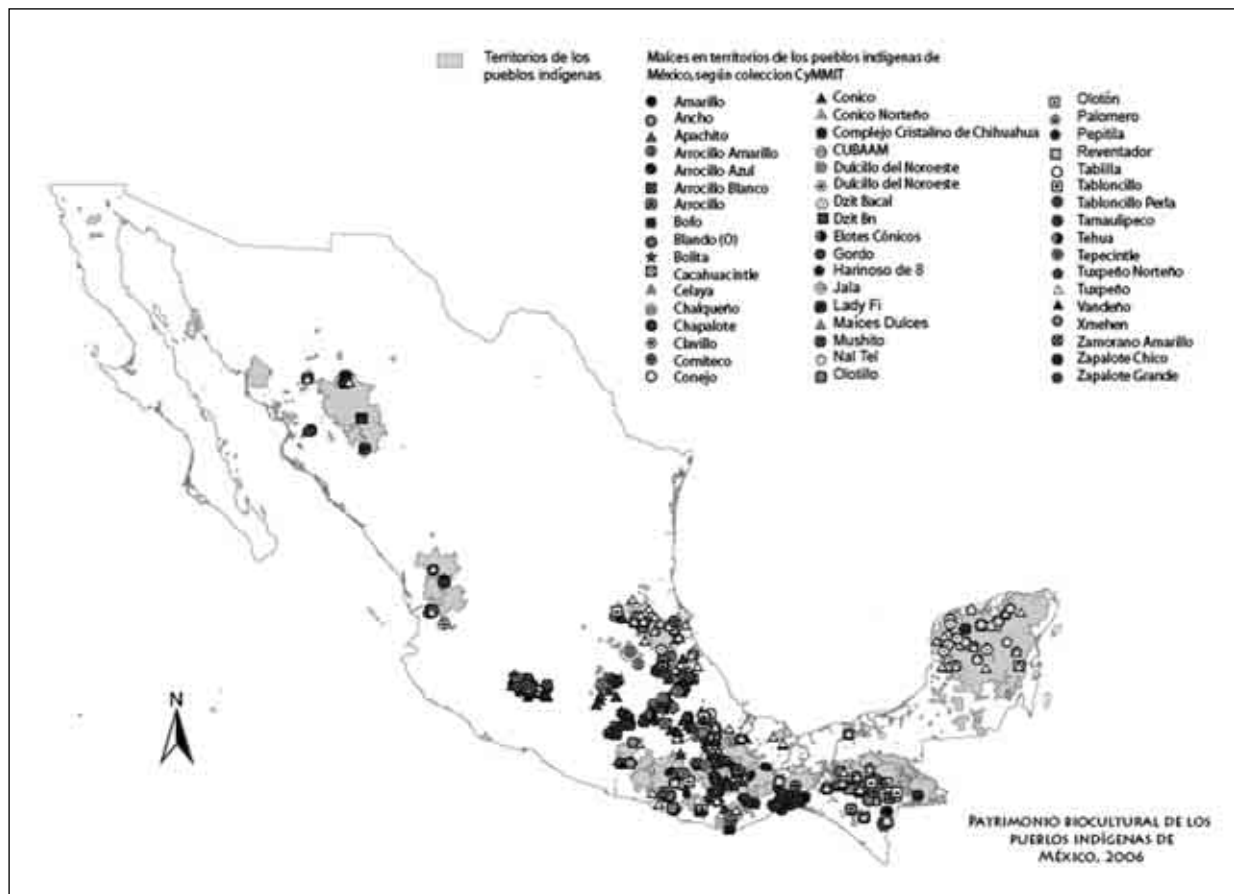 Territorios de los
pueblos indígenas
Maíces en territorios de los pueblos indígenas de
México, según coleccion CyMMIT
Amarillo
Ancho
Apachito
Arrocillo Amarillo
Arrocillo Azul
Arrocillo Blanco
Arrocillo
Bofo
Blando (O)
Bolita
Cacahuacintle
Celaya
Chalqueño
Chapalote
Clavillo
Comiteco
Conejo
Conico
Conico Norteño
Complejo Cristalino de Chihuahua
CUBAAM
Dulcillo del Noroeste
Dulcillo del Noroeste
Dzit Bacal
Dzit Bn
Elotes Cónicos
Gordo
Harinoso de 8
Jala
Lady Fi
Maíces Dulces
Mushito
Nal Tel
Olotillo
Olotón
Palomero
Pepitila
Reventador
Tablilla
Tabloncillo
Tabloncillo Perla
Tamaulipeco
Tehua
Tepecintle
Tuxpeño Norteño
Tuxpeño
Vandeño
Xmehen
Zamorano Amarillo
Zapalote Chico
Zapalote Grande
N
PATRIMONIO BIOCULTURAL DE LOS
PUEBLOS INDÍGENAS DE
MÉXICO, 2006